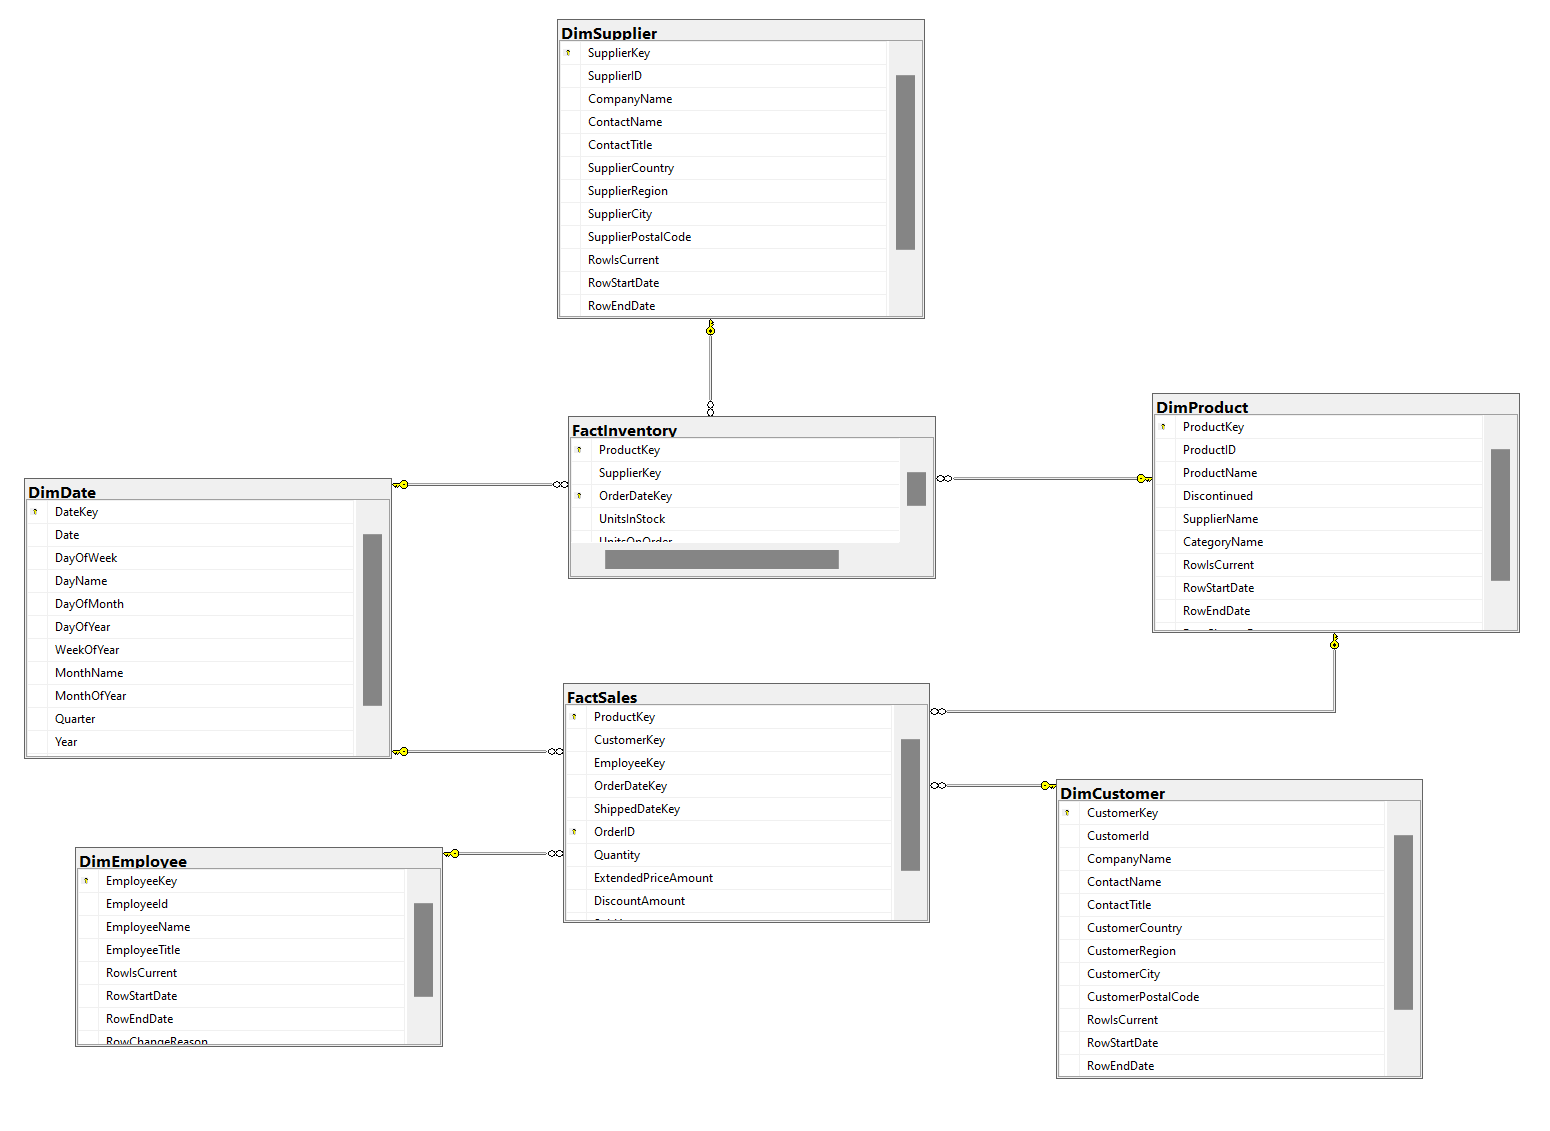 DimSupplier
SupplierKey
SupplierID
CompanyName
ContactName
ContactTitle
SupplierCountry
SupplierRegion
SupplierCity
SupplierPostalCode
RowIsCurrent
RowStartDate
RowEndDate
FactInventory
ProductKey
SupplierKey
OrderDateKey
UnitsInStock
UnitsOnOrder
DimProduct
ProductKey
ProductID
ProductName
Discontinued
SupplierName
CategoryName
RowIsCurrent
RowStartDate
RowEndDate
DimDate
DateKey
Date
DayOfWeek
DayName
DayOfMonth
DayOfYear
WeekOfYear
MonthName
MonthOfYear
Quarter
Year
FactSales
ProductKey
CustomerKey
EmployeeKey
OrderDateKey
ShippedDateKey
OrderID
Quantity
ExtendedPriceAmount
DiscountAmount
DimCustomer
CustomerKey
CustomerId
CompanyName
ContactName
ContactTitle
CustomerCountry
CustomerRegion
CustomerCity
CustomerPostalCode
RowIsCurrent
RowStartDate
RowEndDate
DimEmployee
EmployeeKey
EmployeeId
EmployeeName
EmployeeTitle
RowIsCurrent
RowStartDate
RowEndDate
RowChangeReason